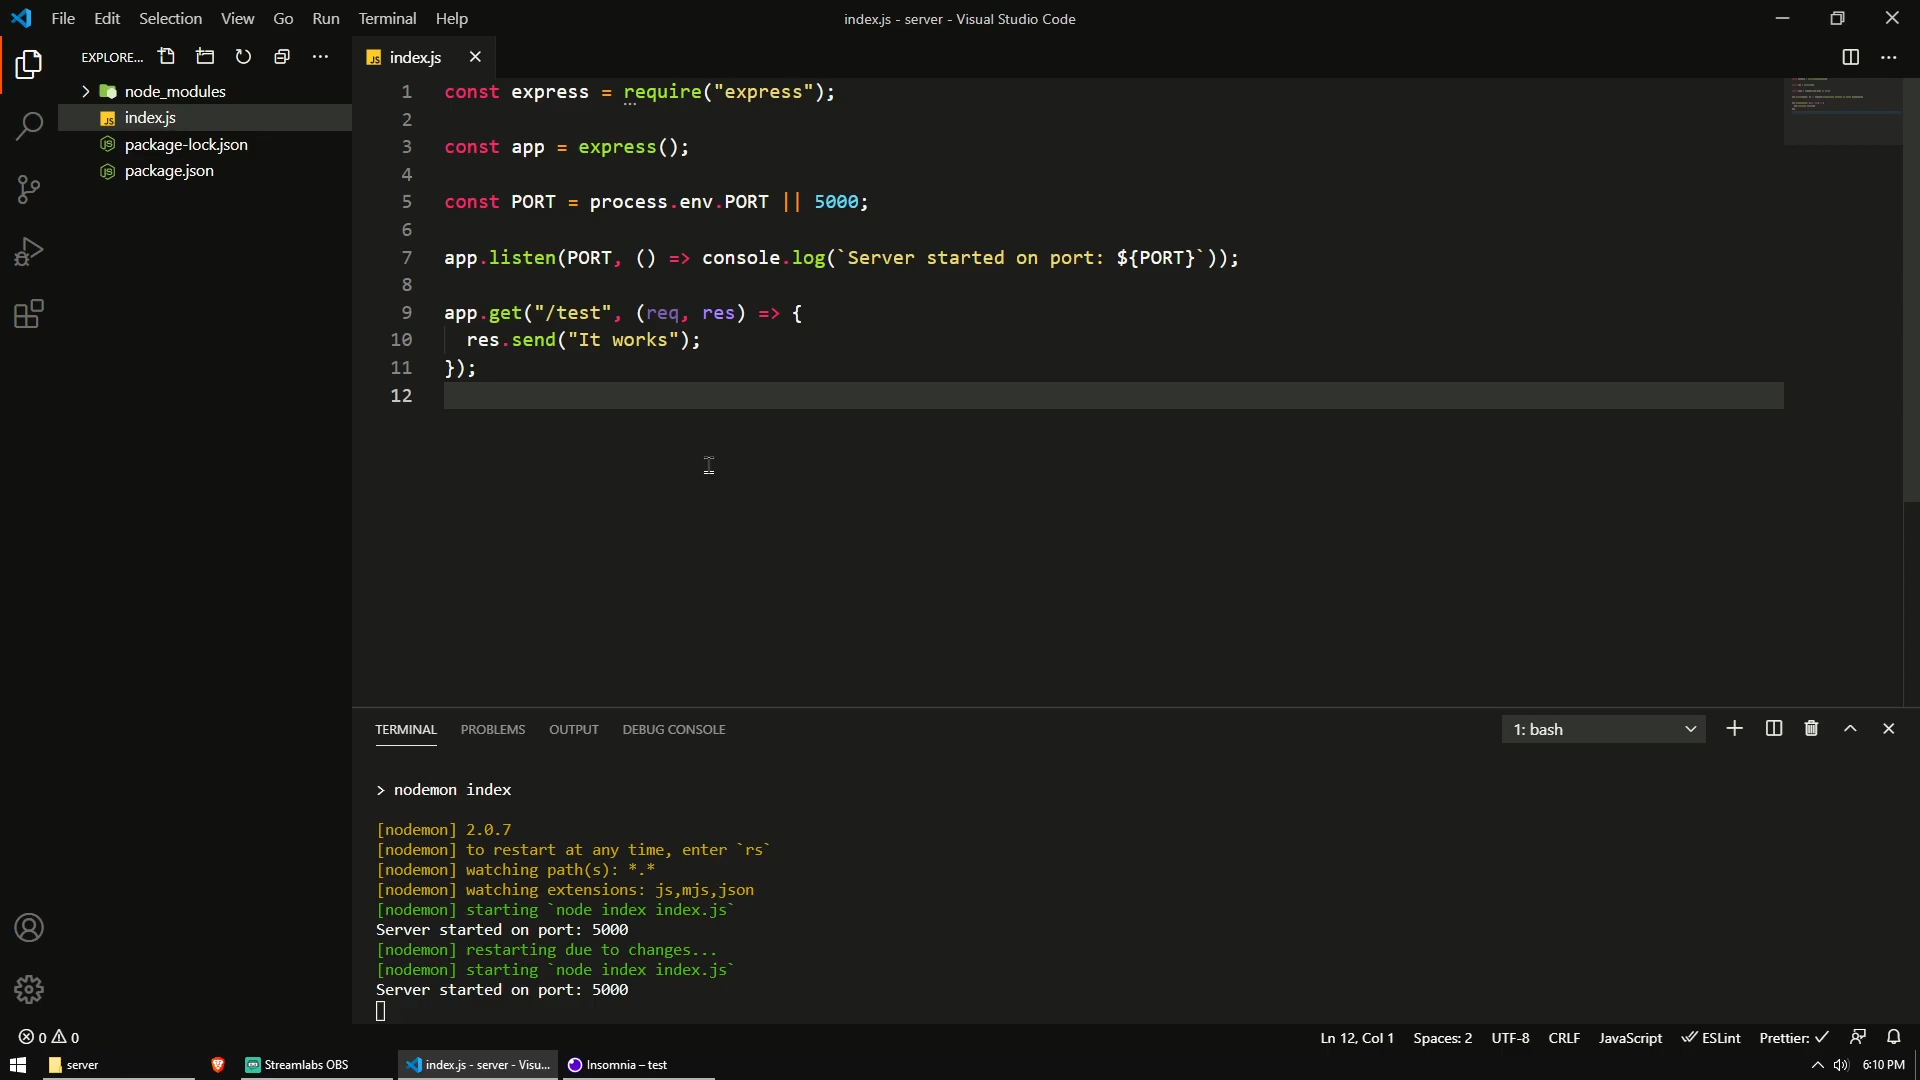 File Edit Selection View Go Run Terminal Help
index.js - server - Visual Studio Code
EXPLORE...
index.js
node_modules
index.js
package-lock.json
package.json
1 const express = require("express");
2
3 const app = express();
4
5 const PORT = process.env.PORT || 5000;
6
7 app.listen(PORT, () => console.log(`Server started on port: ${PORT}`));
8
9 app.get("/test", (req, res) => {
10 res.send("It works");
11 });
12
TERMINAL PROBLEMS OUTPUT DEBUG CONSOLE
1: bash
> nodemon index
[nodemon] 2.0.7
[nodemon] to restart at any time, enter `rs`
[nodemon] watching path(s): *.*
[nodemon] watching extensions: js,mjs,json
[nodemon] starting `node index index.js`
Server started on port: 5000
[nodemon] restarting due to changes...
[nodemon] starting `node index index.js`
Server started on port: 5000
0 0
Ln 12, Col 1 Spaces: 2 UTF-8 CRLF JavaScript ESLint Prettier: ✓
server
Streamlabs OBS
index.js - server - Visu...
Insomnia – test
6:10 PM